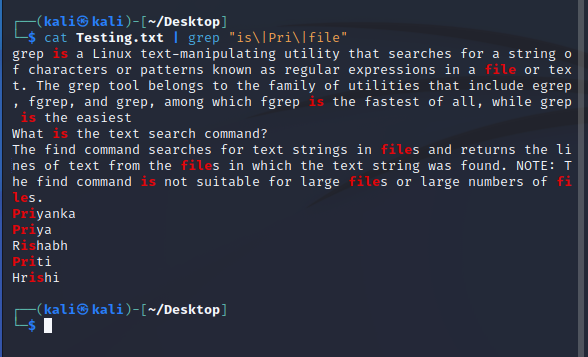 ┌──(kali㉿kali)-[~/Desktop]
└─$ cat Testing.txt | grep "is\|Pri\|file"
grep is a Linux text-manipulating utility that searches for a string o
f characters or patterns known as regular expressions in a file or tex
t. The grep tool belongs to the family of utilities that include egrep
, fgrep, and grep, among which fgrep is the fastest of all, while grep
 is the easiest
What is the text search command?
The find command searches for text strings in files and returns the li
nes of text from the files in which the text string was found. NOTE: T
he find command is not suitable for large files or large numbers of fi
les.
Priyanka
Priya
Rishabh
Priti
Hrishi
┌──(kali㉿kali)-[~/Desktop]
└─$